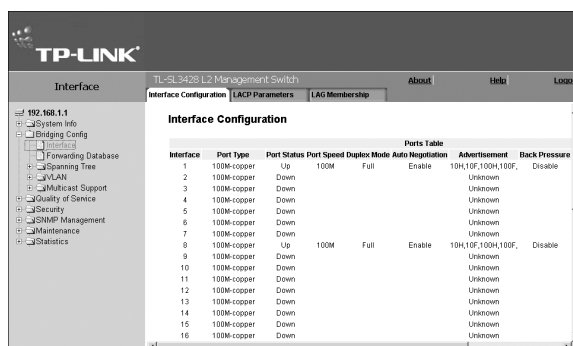 TP-LINK
Interface
TL-SL3428 L2 Management Switch
About
Help
Logo
Interface Configuration
LACP Parameters
LAG Membership
192.168.1.1
System Info
Bridging Config
Interface
Forwarding Database
Spanning Tree
VLAN
Multicast Support
Quality of Service
Security
SNMP Management
Maintenance
Statistics
Interface Configuration
Ports Table
Interface Port Type Port Status Port Speed Duplex Mode Auto Negotiation Advertisement Back Pressure
1 100M-copper Up 100M Full Enable 10H,10F,100H,100F, Disable
2 100M-copper Down Unknown
3 100M-copper Down Unknown
4 100M-copper Down Unknown
5 100M-copper Down Unknown
6 100M-copper Down Unknown
7 100M-copper Down Unknown
8 100M-copper Up 100M Full Enable 10H,10F,100H,100F, Disable
9 100M-copper Down Unknown
10 100M-copper Down Unknown
11 100M-copper Down Unknown
12 100M-copper Down Unknown
13 100M-copper Down Unknown
14 100M-copper Down Unknown
15 100M-copper Down Unknown
16 100M-copper Down Unknown